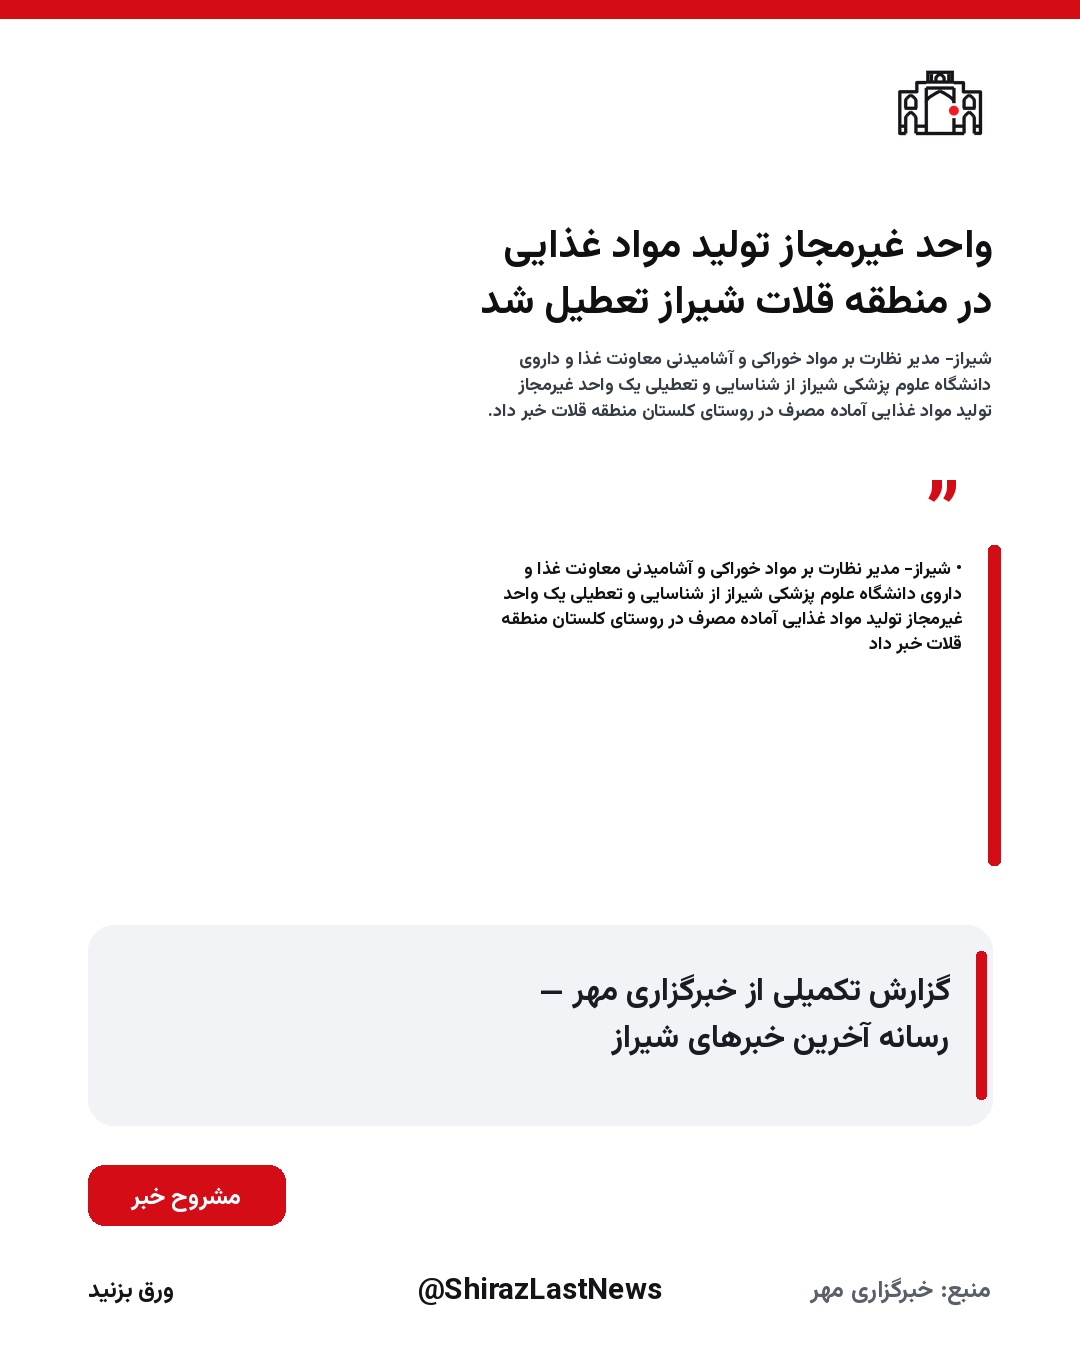 واحد غیرمجاز تولید مواد غذایی
در منطقه قلات شیراز تعطیل شد
شیراز- مدیر نظارت بر مواد خوراکی و آشامیدنی معاونت غذا و داروی
دانشگاه علوم پزشکی شیراز از شناسایی و تعطیلی یک واحد غیرمجاز
تولید مواد غذایی آماده مصرف در روستای کلستان منطقه قلات خبر داد.
”
• شیراز- مدیر نظارت بر مواد خوراکی و آشامیدنی معاونت غذا و
داروی دانشگاه علوم پزشکی شیراز از شناسایی و تعطیلی یک واحد
غیرمجاز تولید مواد غذایی آماده مصرف در روستای کلستان منطقه
قلات خبر داد
گزارش تکمیلی از خبرگزاری مهر —
رسانه آخرین خبرهای شیراز
مشروح خبر
منبع: خبرگزاری مهر
@ShirazLastNews
ورق بزنید